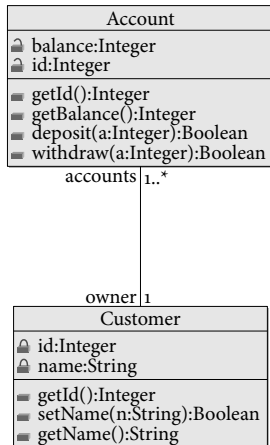 Account
balance:Integer
id:Integer
getId():Integer
getBalance():Integer
deposit(a:Integer):Boolean
withdraw(a:Integer):Boolean
accounts 1..*
owner 1
Customer
id:Integer
name:String
getId():Integer
setName(n:String):Boolean
getName():String